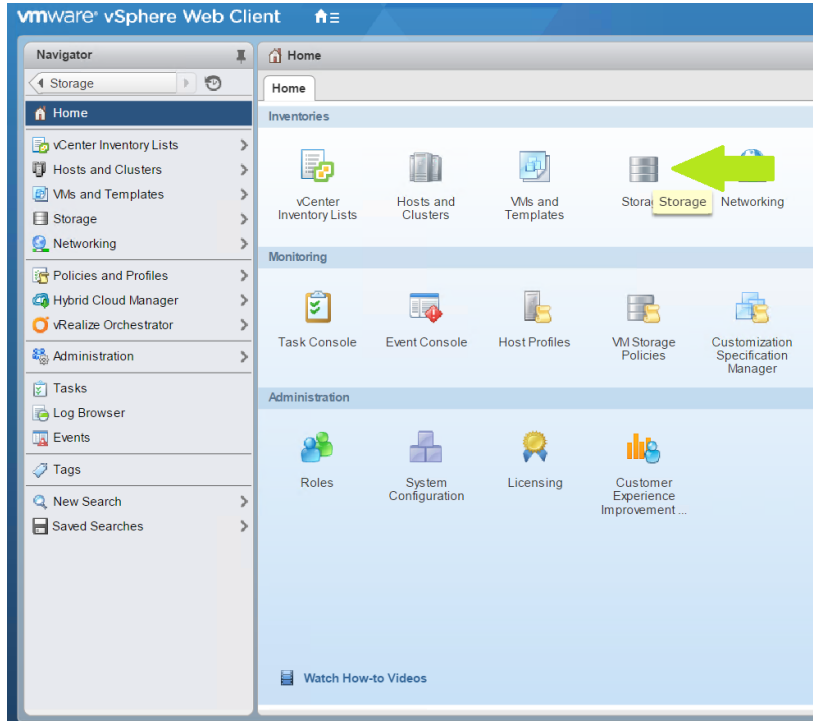 vmware® vSphere Web Client
Navigator
Storage
Home
vCenter Inventory Lists
Hosts and Clusters
VMs and Templates
Storage
Networking
Policies and Profiles
Hybrid Cloud Manager
vRealize Orchestrator
Administration
Tasks
Log Browser
Events
Tags
New Search
Saved Searches
Home
Home
Inventories
vCenter
Inventory Lists
Hosts and
Clusters
VMs and
Templates
Storage
Networking
Monitoring
Task Console
Event Console
Host Profiles
VM Storage
Policies
Customization
Specification
Manager
Administration
Roles
System
Configuration
Licensing
Customer
Experience
Improvement ...
Watch How-to Videos